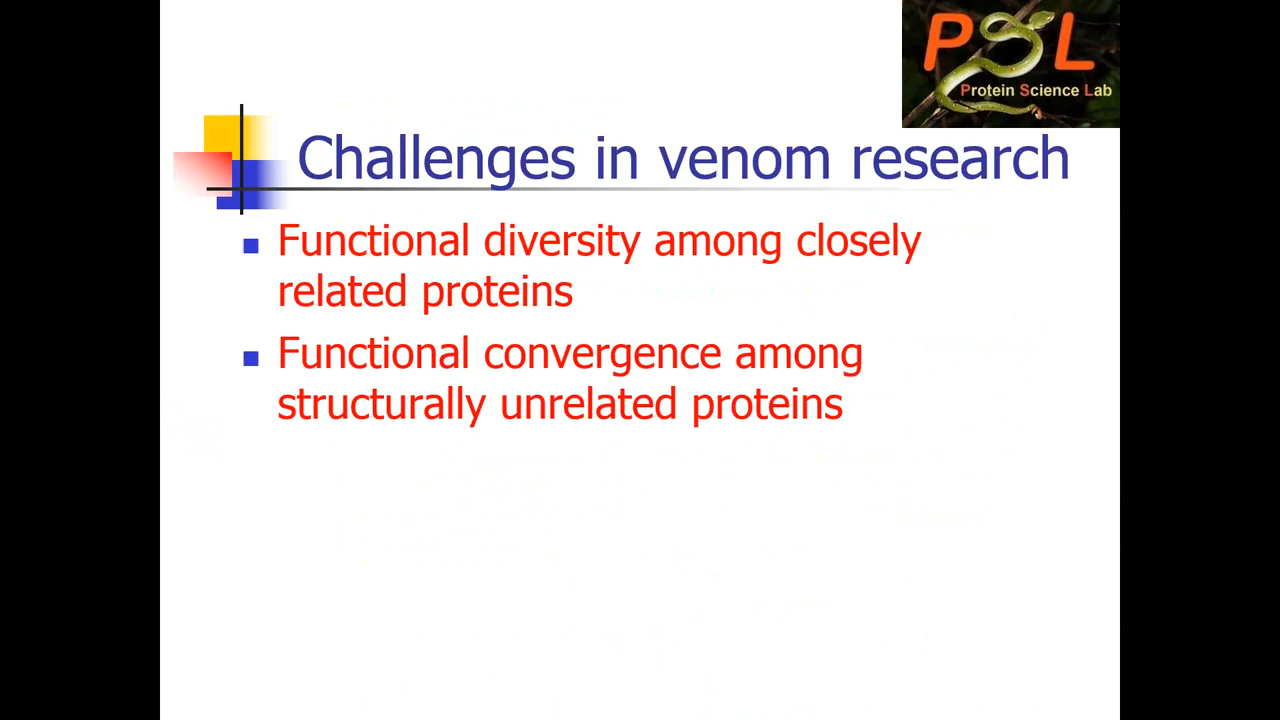 PSL
Protein Science Lab
Challenges in venom research
Functional diversity among closely
related proteins
Functional convergence among
structurally unrelated proteins